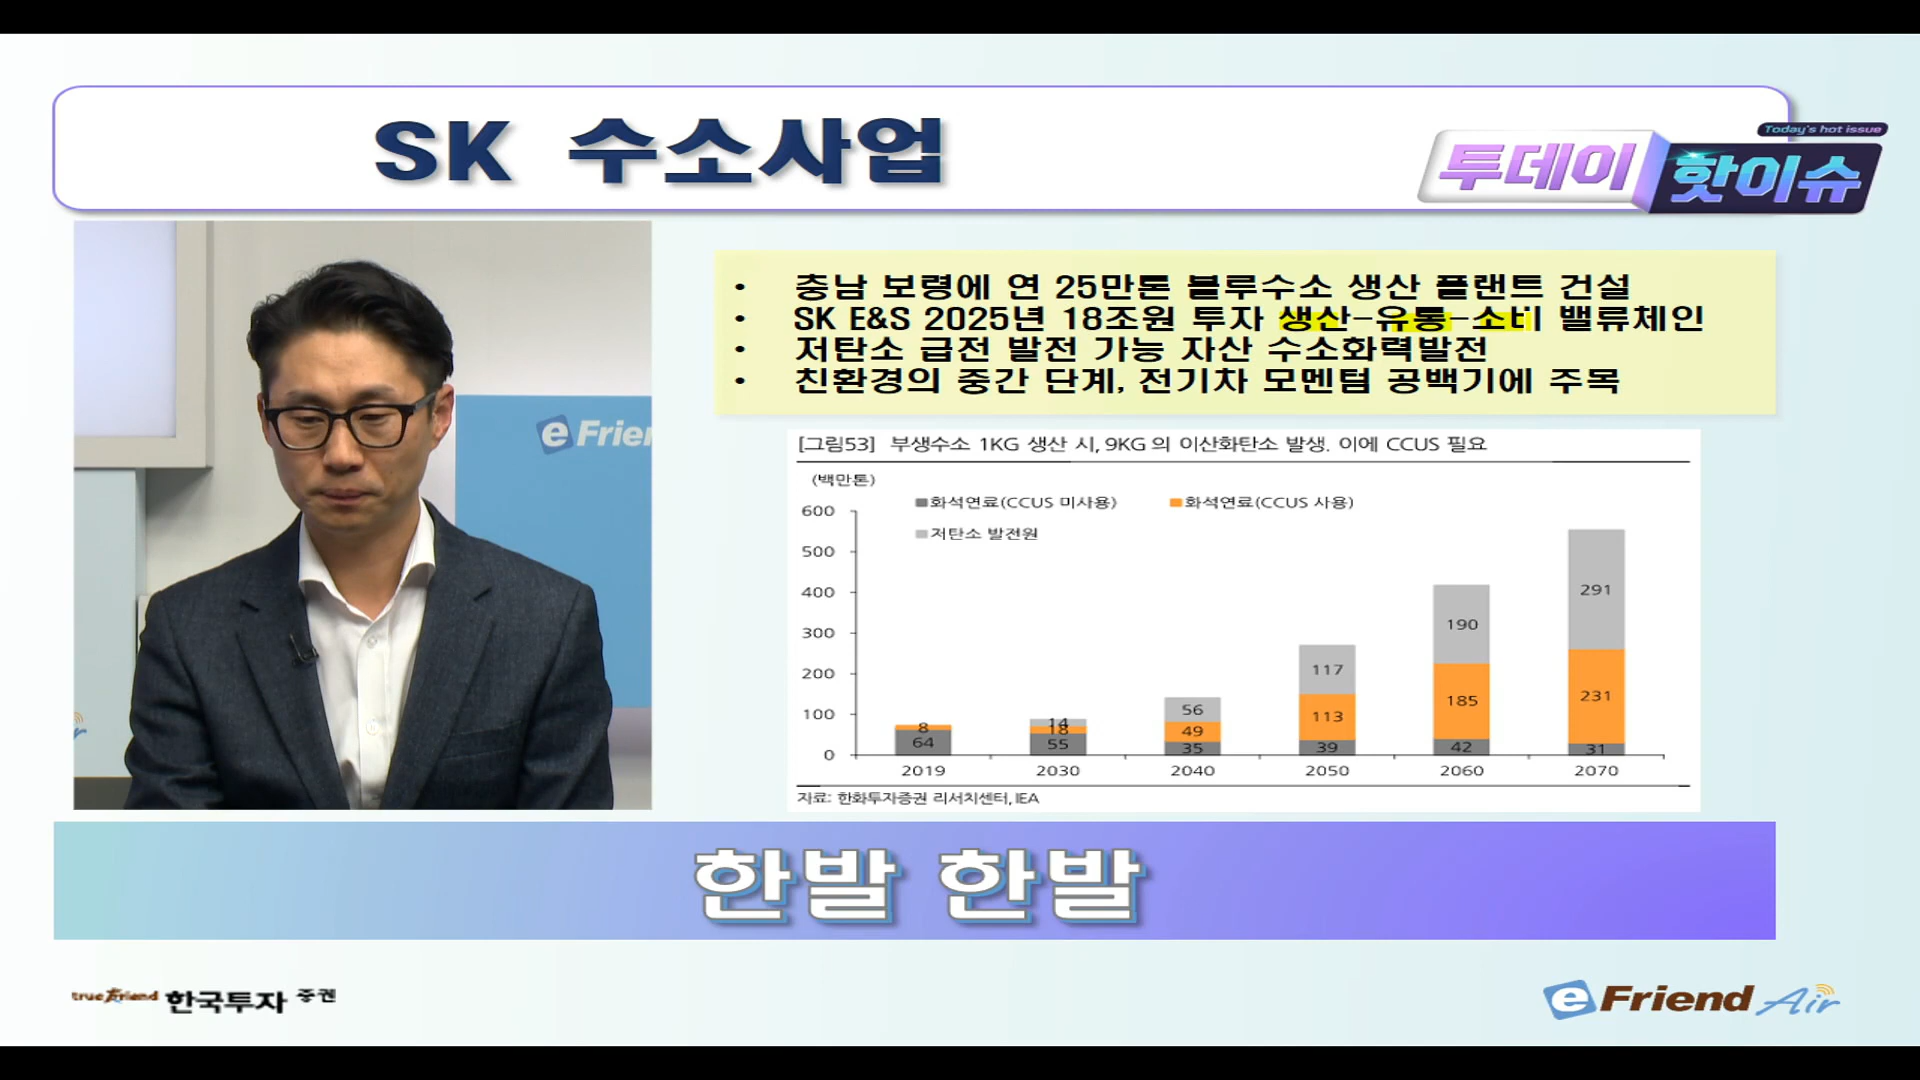 SK 수소사업
Today's hot issue
투데이 핫이슈
• 충남 보령에 연 25만톤 블루수소 생산 플랜트 건설
• SK E&S 2025년 18조원 투자 생산-유통-소비 밸류체인
• 저탄소 급전 발전 가능 자산 수소화력발전
• 친환경의 중간 단계, 전기차 모멘텀 공백기에 주목
e Frien
[그림53] 부생수소 1KG 생산 시, 9KG 의 이산화탄소 발생. 이에 CCUS 필요
(백만톤)
화석연료(CCUS 미사용) 화석연료(CCUS 사용)
저탄소 발전원
600
500
400
300
200
100
0
8
64
14
18
55
56
49
35
117
113
39
190
185
42
291
231
31
2019 2030 2040 2050 2060 2070
자료: 한화투자증권 리서치센터, IEA
한발 한발
true friend 한국투자 증권
e Friend Air